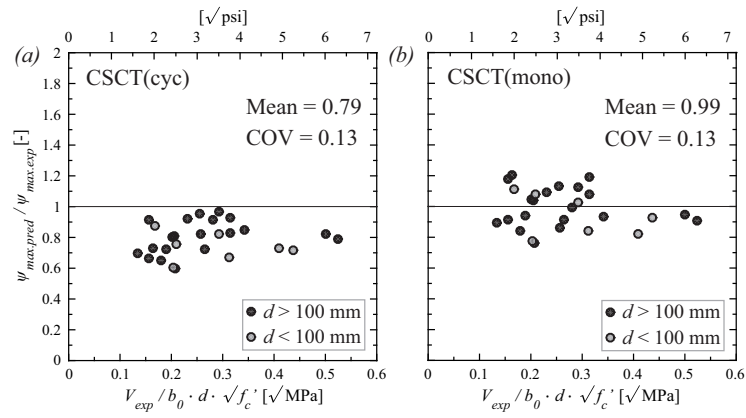 [√psi] [√psi]
0 1 2 3 4 5 6 7 0 1 2 3 4 5 6 7
(a) 2 (b)
1.8 CSCT(cyc) CSCT(mono)
1.6 Mean = 0.79 Mean = 0.99
1.4 COV = 0.13 COV = 0.13
1.2
1
0.8
0.6
0.4 d > 100 mm d > 100 mm
0.2 d < 100 mm d < 100 mm
0
ψmax.pred / ψmax.exp [-]
0 0.1 0.2 0.3 0.4 0.5 0.6 0 0.1 0.2 0.3 0.4 0.5 0.6
Vexp / b0 · d · √fc' [√MPa] Vexp / b0 · d · √fc' [√MPa]